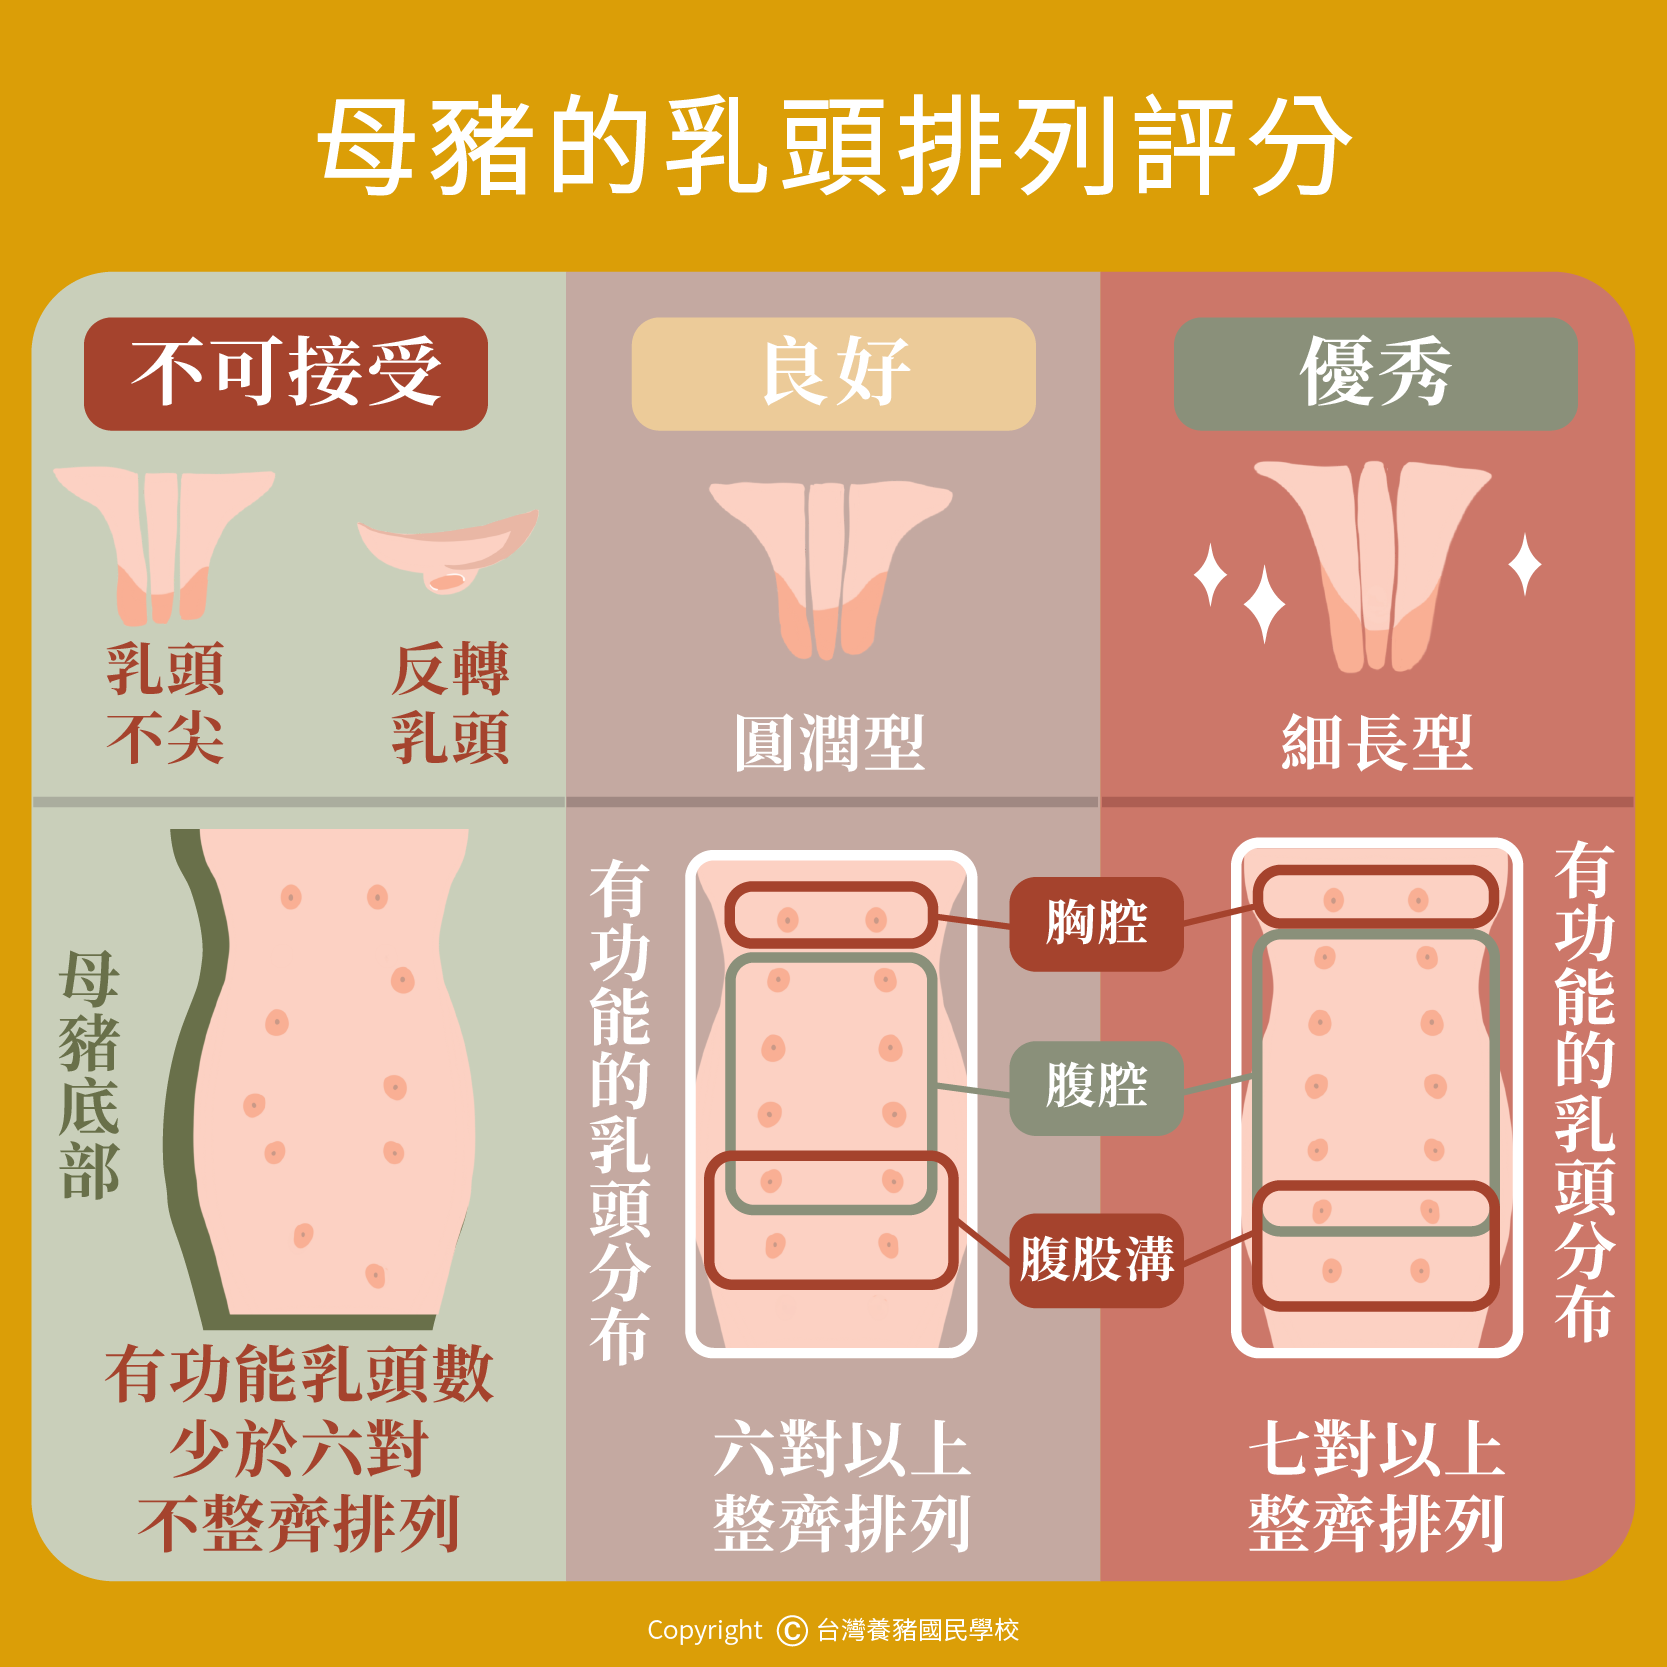 母豬的乳頭排列評分
不可接受
良好
優秀
乳頭
不尖
反轉
乳頭
圓潤型
細長型
母豬底部
有功能乳頭數
少於六對
不整齊排列
有功能的乳頭分布
胸腔
腹腔
腹股溝
有功能的乳頭分布
六對以上
整齊排列
七對以上
整齊排列
Copyright Ⓒ 台灣養豬國民學校